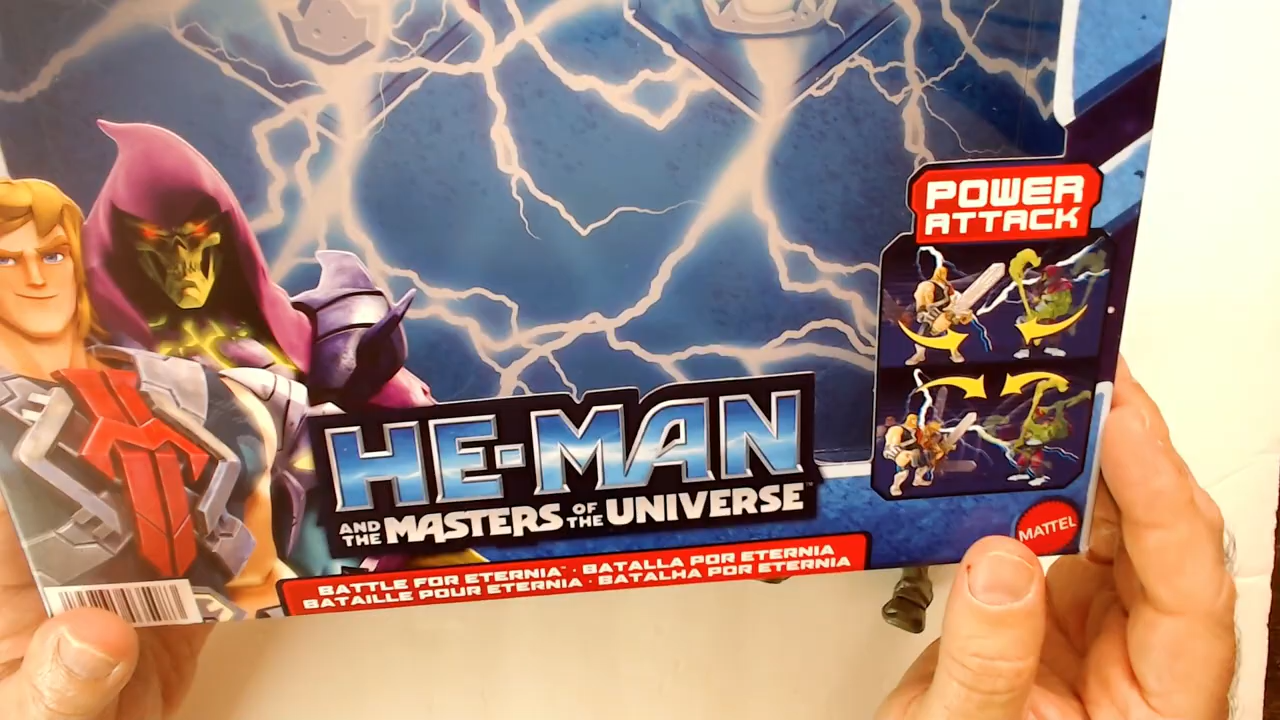 POWER
ATTACK
HE-MAN
AND THE MASTERS OF THE UNIVERSE™
BATTLE FOR ETERNIA™ · BATALLA POR ETERNIA
BATAILLE POUR ETERNIA · BATALHA POR ETERNIA
MATTEL